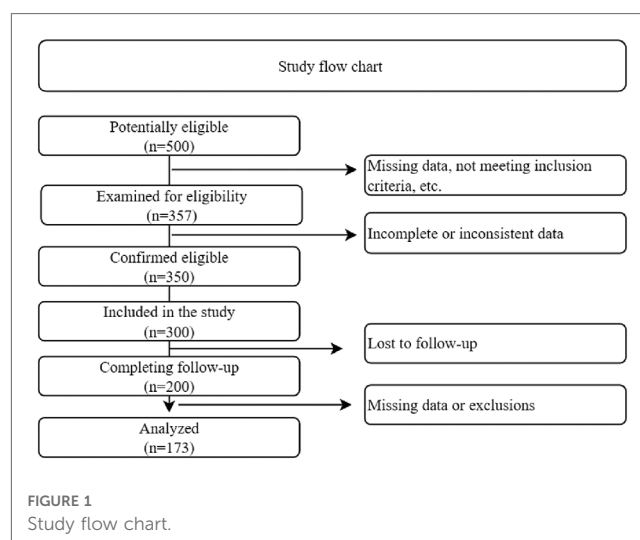 Study flow chart
Potentially eligible
(n=500)
Missing data, not meeting inclusion
criteria, etc.
Examined for eligibility
(n=357)
Incomplete or inconsistent data
Confirmed eligible
(n=350)
Included in the study
(n=300)
Lost to follow-up
Completing follow-up
(n=200)
Missing data or exclusions
Analyzed
(n=173)
FIGURE 1
Study flow chart.